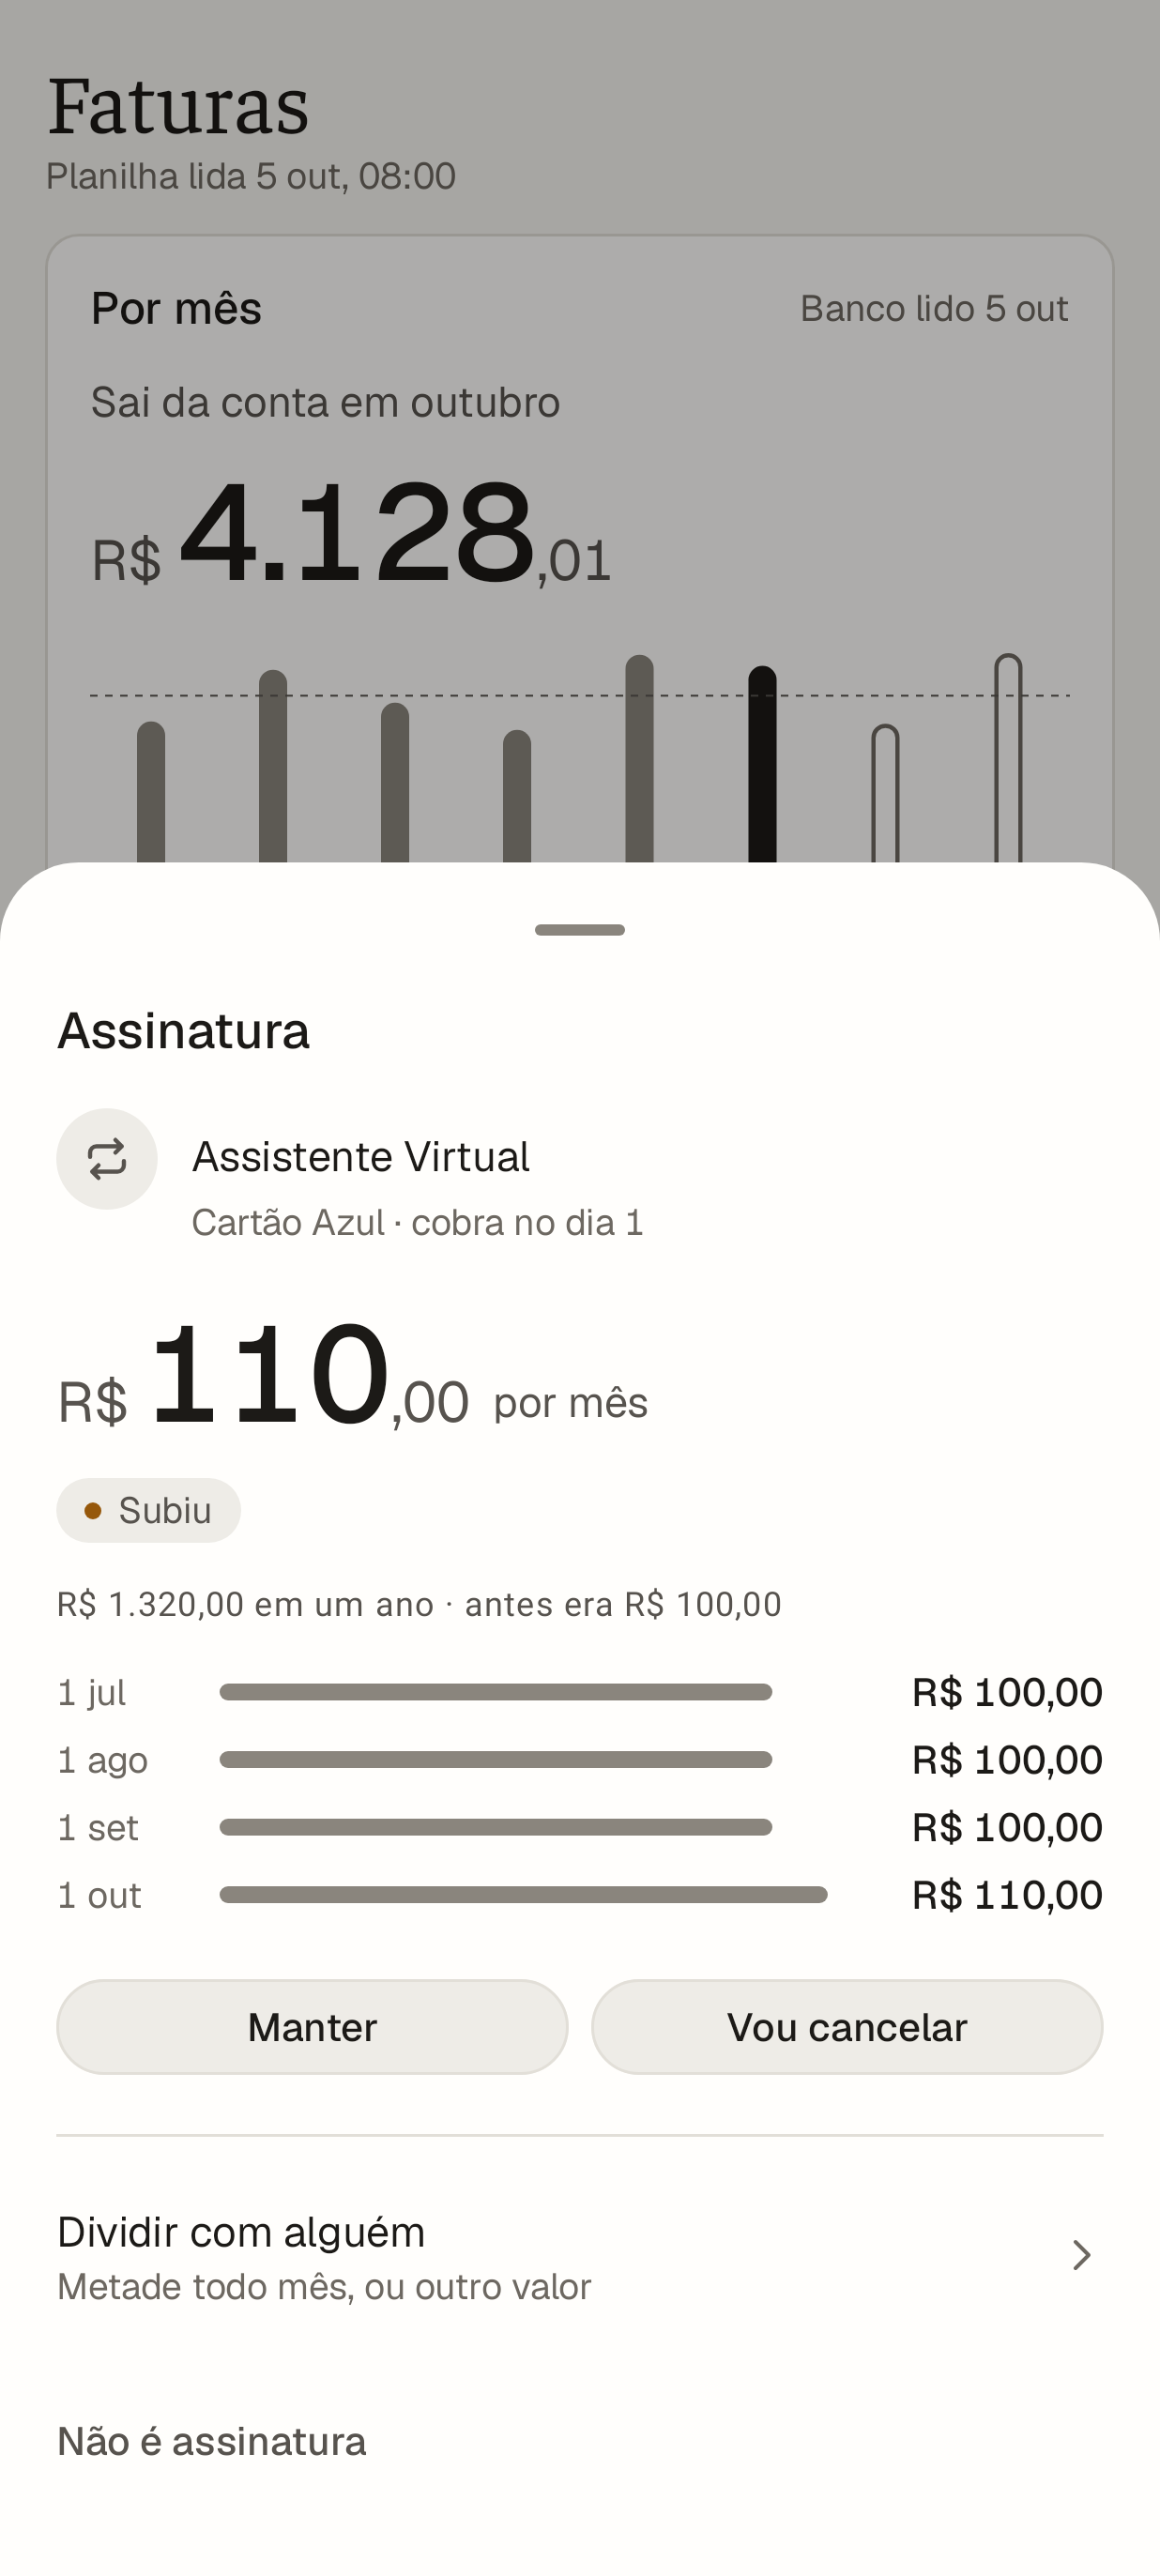 Faturas
Planilha lida 5 out, 08:00
Por mês
Banco lido 5 out
Sai da conta em outubro
R$ 4.128,01
Assinatura
Assistente Virtual
Cartão Azul · cobra no dia 1
R$ 110,00 por mês
Subiu
R$ 1.320,00 em um ano · antes era R$ 100,00
1 jul R$ 100,00
1 ago R$ 100,00
1 set R$ 100,00
1 out R$ 110,00
Manter
Vou cancelar
Dividir com alguém
Metade todo mês, ou outro valor
Não é assinatura